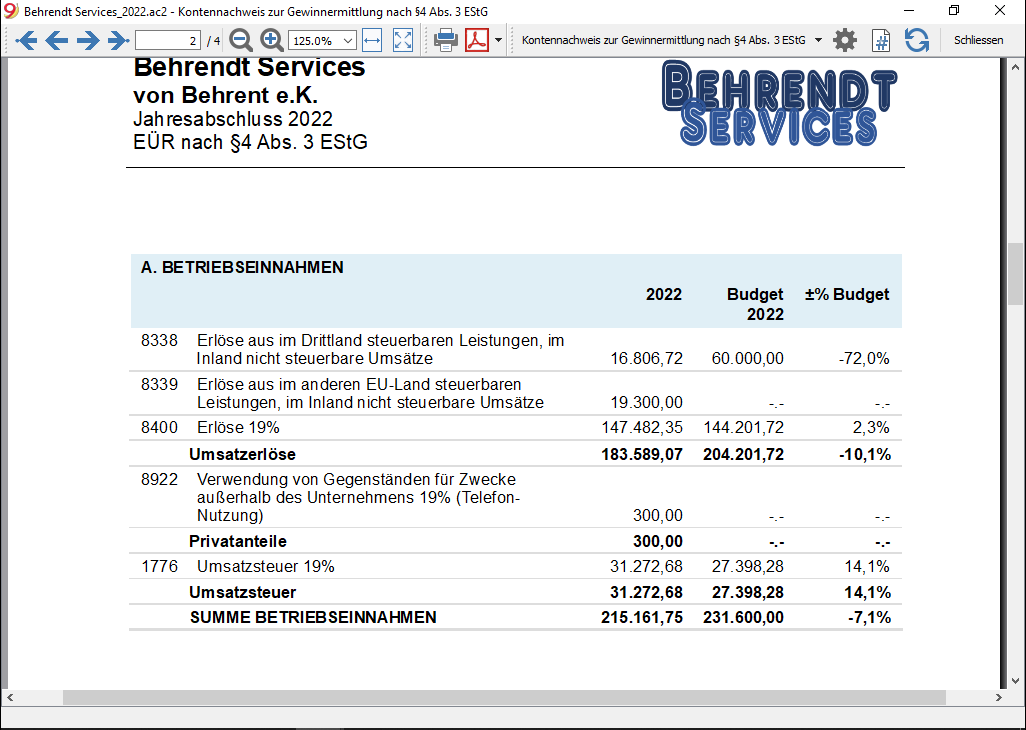 Behrendt Services_2022.ac2 - Kontennachweis zur Gewinnermittlung nach §4 Abs. 3 EStG
2 / 4 125.0% Kontennachweis zur Gewinnermittlung nach §4 Abs. 3 EStG # Schliessen
Behrendt Services
von Behrent e.K.
Jahresabschluss 2022
EÜR nach §4 Abs. 3 EStG
BEHRENDT
SERVICES
A. BETRIEBSEINNAHMEN
2022 Budget ±% Budget
2022
8338 Erlöse aus im Drittland steuerbaren Leistungen, im
Inland nicht steuerbare Umsätze 16.806,72 60.000,00 -72,0%
8339 Erlöse aus im anderen EU-Land steuerbaren
Leistungen, im Inland nicht steuerbare Umsätze 19.300,00 -.- -.-
8400 Erlöse 19% 147.482,35 144.201,72 2,3%
Umsatzerlöse 183.589,07 204.201,72 -10,1%
8922 Verwendung von Gegenständen für Zwecke
außerhalb des Unternehmens 19% (Telefon-
Nutzung) 300,00 -.- -.-
Privatanteile 300,00 -.- -.-
1776 Umsatzsteuer 19% 31.272,68 27.398,28 14,1%
Umsatzsteuer 31.272,68 27.398,28 14,1%
SUMME BETRIEBSEINNAHMEN 215.161,75 231.600,00 -7,1%